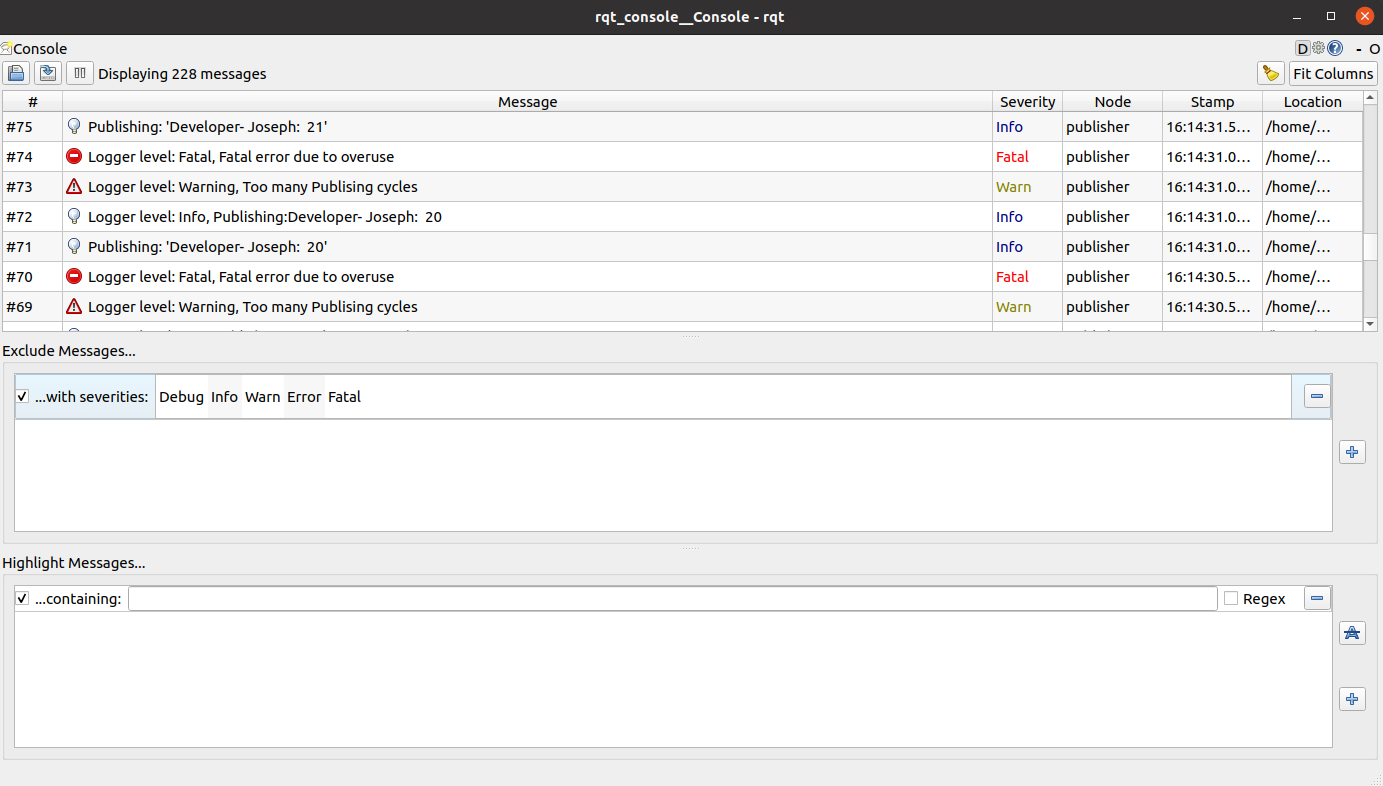 rqt_console__Console - rqt
Console D - O
Displaying 228 messages Fit Columns
# Message Severity Node Stamp Location
#75 Publishing: 'Developer- Joseph: 21' Info publisher 16:14:31.5... /home/...
#74 Logger level: Fatal, Fatal error due to overuse Fatal publisher 16:14:31.0... /home/...
#73 Logger level: Warning, Too many Publising cycles Warn publisher 16:14:31.0... /home/...
#72 Logger level: Info, Publishing:Developer- Joseph: 20 Info publisher 16:14:31.0... /home/...
#71 Publishing: 'Developer- Joseph: 20' Info publisher 16:14:31.0... /home/...
#70 Logger level: Fatal, Fatal error due to overuse Fatal publisher 16:14:30.5... /home/...
#69 Logger level: Warning, Too many Publising cycles Warn publisher 16:14:30.5... /home/...
Exclude Messages...
...with severities: Debug Info Warn Error Fatal
Highlight Messages...
...containing: Regex